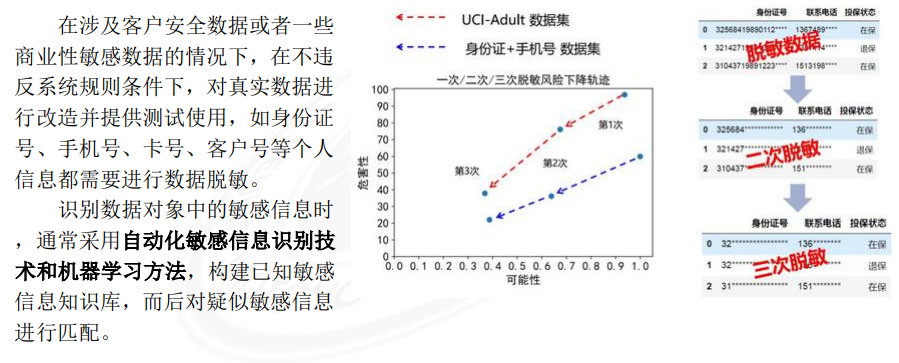 在涉及客户安全数据或者一些
商业性敏感数据的情况下，在不违
反系统规则条件下，对真实数据进
行改造并提供测试使用，如身份证
号、手机号、卡号、客户号等个人
信息都需要进行数据脱敏。
识别数据对象中的敏感信息时
，通常采用自动化敏感信息识别技
术和机器学习方法，构建已知敏感
信息知识库，而后对疑似敏感信息
进行匹配。
UCI-Adult 数据集
身份证+手机号 数据集
一次/二次/三次脱敏风险下降轨迹
危害性
100
90
80
70
60
50
40
30
20
10
0
第1次
第2次
第3次
0.0 0.1 0.2 0.3 0.4 0.5 0.6 0.7 0.8 0.9 1.0
可能性
身份证号 联系电话 投保状态
0 32568419890112**** 1367489**** 在保
1 3214271 退保
2 31043719891223**** 1513198**** 在保
脱敏数据
身份证号 联系电话 投保状态
0 325684************ 136******** 在保
1 321427 退保
2 310437 151******** 在保
二次脱敏
身份证号 联系电话 投保状态
0 32**************** 136******** 在保
1 32 退保
2 31**************** 151******** 在保
三次脱敏